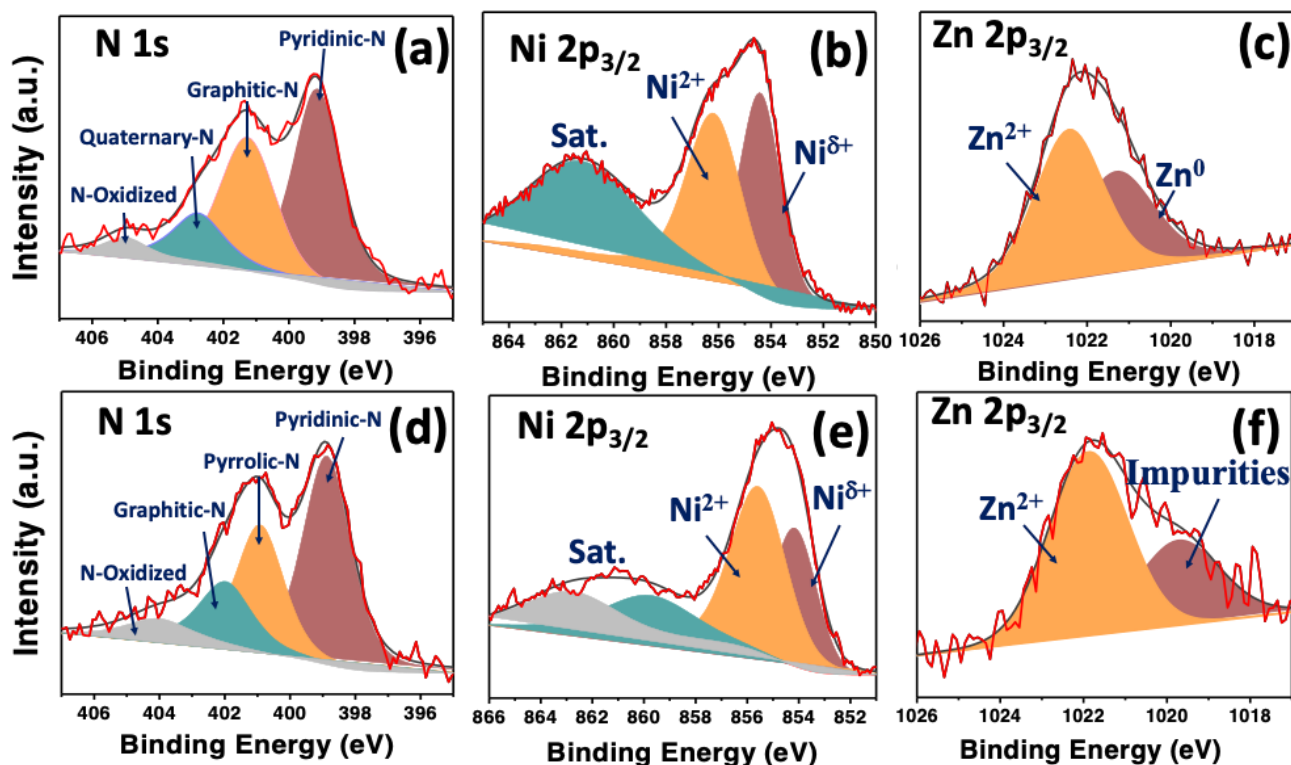 N 1s
(a)
Pyridinic-N
Graphitic-N
Quaternary-N
N-Oxidized
Intensity (a.u.)
406 404 402 400 398 396
Binding Energy (eV)
Ni 2p3/2
(b)
Ni2+
Sat.
Niδ+
864 862 860 858 856 854 852 850
Binding Energy (eV)
Zn 2p3/2
(c)
Zn2+
Zn0
1026 1024 1022 1020 1018
Binding Energy (eV)
N 1s
(d)
Pyridinic-N
Pyrrolic-N
Graphitic-N
N-Oxidized
Intensity (a.u.)
406 404 402 400 398 396
Binding Energy (eV)
Ni 2p3/2
(e)
Ni2+
Niδ+
Sat.
866 864 862 860 858 856 854 852
Binding Energy (eV)
Zn 2p3/2
(f)
Impurities
Zn2+
1026 1024 1022 1020 1018
Binding Energy (eV)